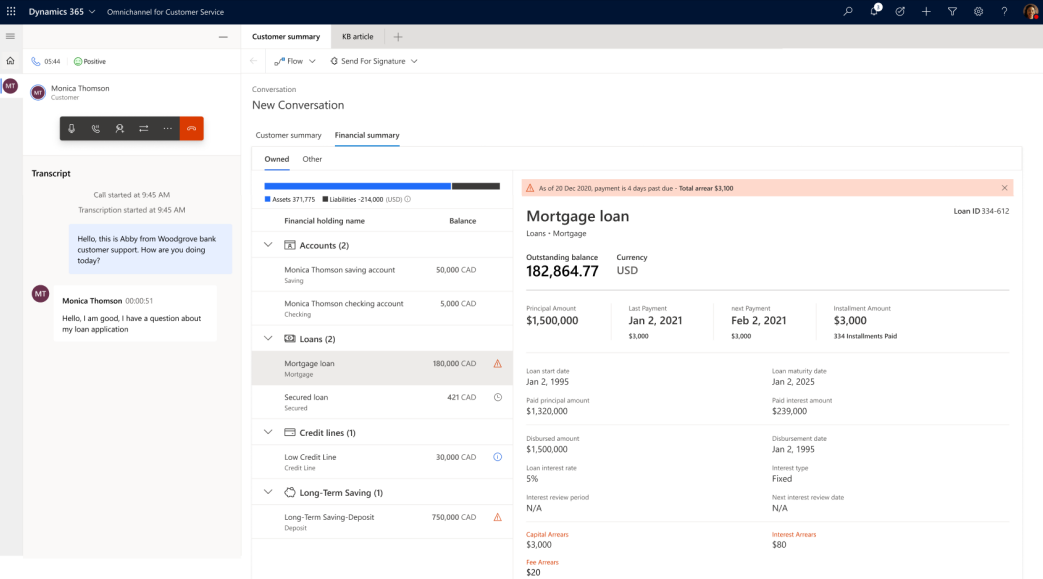 Dynamics 365
Omnichannel for Customer Service
1
?
Customer summary
KB article
05:44
Positive
Flow
Send For Signature
MT
MT
Monica Thomson
Customer
Conversation
New Conversation
Customer summary
Financial summary
Transcript
Call started at 9:45 AM
Transcription started at 9:45 AM
Hello, this is Abby from Woodgrove bank
customer support. How are you doing
today?
MT
Monica Thomson 00:00:51
Hello, I am good, I have a question about
my loan application
Owned
Other
Assets 371,775
Liabilities -214,000 (USD)
Financial holding name
Balance
Accounts (2)
Monica Thomson saving account
50,000 CAD
Saving
Monica Thomson checking account
5,000 CAD
Checking
Loans (2)
Mortgage loan
180,000 CAD
Mortgage
Secured loan
421 CAD
Secured
Credit lines (1)
Low Credit Line
30,000 CAD
Credit Line
Long-Term Saving (1)
Long-Term Saving-Deposit
750,000 CAD
Deposit
As of 20 Dec 2020, payment is 4 days past due - Total arrear $3,100
Mortgage loan
Loan ID 334-612
Loans • Mortgage
Outstanding balance
Currency
182,864.77
USD
Principal Amount
Last Payment
next Payment
Installment Amount
$1,500,000
Jan 2, 2021
Feb 2, 2021
$3,000
$3,000
$3,000
334 Installments Paid
Loan start date
Loan maturity date
Jan 2, 1995
Jan 2, 2025
Paid principal amount
Paid interest amount
$1,320,000
$239,000
Disbursed amount
Disbursement date
$1,500,000
Jan 2, 1995
Loan interest rate
Interest type
5%
Fixed
Interest review period
Next interest review date
N/A
N/A
Capital Arrears
Interest Arrears
$3,000
$80
Fee Arrears
$20